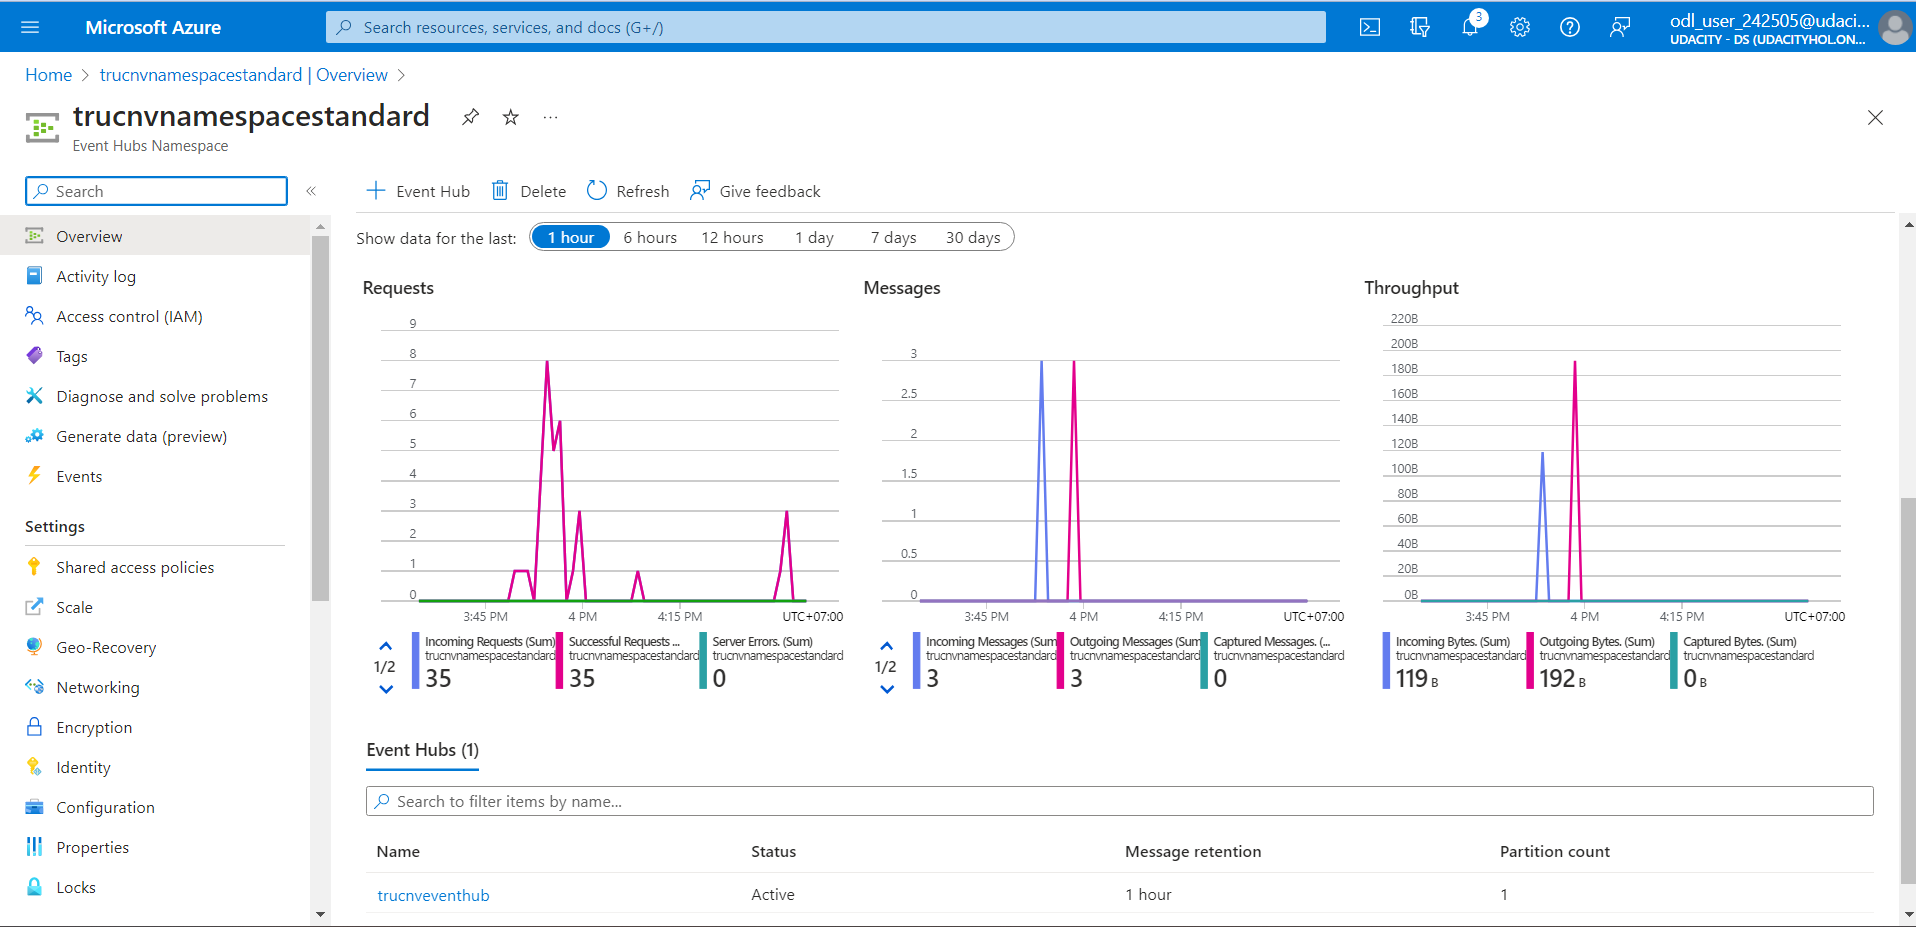 Microsoft Azure
Search resources, services, and docs (G+/)
3
odl_user_242505@udaci...
UDACITY - DS (UDACITYHOL.ON...
Home > trucnvnamespacestandard | Overview >
trucnvnamespacestandard
...
Event Hubs Namespace
Search
«
Event Hub
Delete
Refresh
Give feedback
Overview
Activity log
Access control (IAM)
Tags
Diagnose and solve problems
Generate data (preview)
Events
Settings
Shared access policies
Scale
Geo-Recovery
Networking
Encryption
Identity
Configuration
Properties
Locks
Show data for the last:
1 hour
6 hours
12 hours
1 day
7 days
30 days
Requests
9
8
7
6
5
4
3
2
1
0
3:45 PM
4 PM
4:15 PM
UTC+07:00
1/2
Incoming Requests (Sum)
trucnvnamespacestandard
35
Successful Requests ...
trucnvnamespacestandard
35
Server Errors. (Sum)
trucnvnamespacestandard
0
Messages
3
2.5
2
1.5
1
0.5
0
3:45 PM
4 PM
4:15 PM
UTC+07:00
1/2
Incoming Messages (Sum
trucnvnamespacestandard
3
Outgoing Messages (Sum
trucnvnamespacestandard
3
Captured Messages. (...
trucnvnamespacestandard
0
Throughput
220B
200B
180B
160B
140B
120B
100B
80B
60B
40B
20B
0B
3:45 PM
4 PM
4:15 PM
UTC+07:00
Incoming Bytes. (Sum)
trucnvnamespacestandard
119 B
Outgoing Bytes. (Sum)
trucnvnamespacestandard
192 B
Captured Bytes. (Sum)
trucnvnamespacestandard
0 B
Event Hubs (1)
Search to filter items by name...
Name
Status
Message retention
Partition count
trucnveventhub
Active
1 hour
1